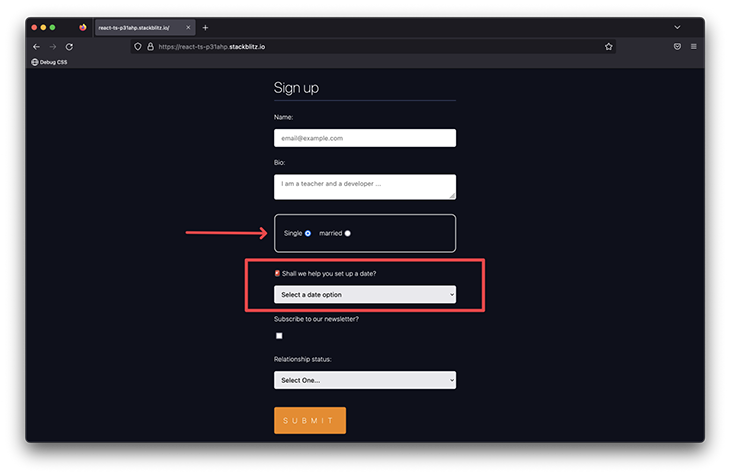 react-ts-p31ahp.stackblitz.io/
https://react-ts-p31ahp.stackblitz.io
Debug CSS
Sign up
Name:
email@example.com
Bio:
I am a teacher and a developer ...
Single married
Shall we help you set up a date?
Select a date option
Subscribe to our newsletter?
Relationship status:
Select One...
SUBMIT